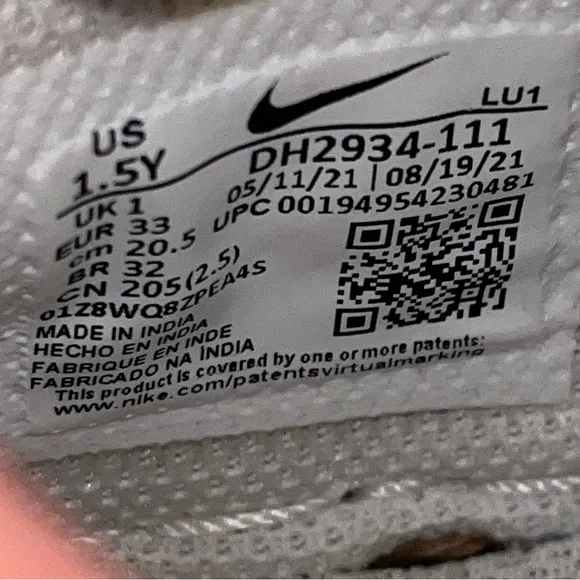 LU1
US
1.5Y
DH2934-111
05/11/21 | 08/19/21
UPC 00194954230481
UK 1
EUR 33
cm 20.5
BR 32
CN 205(2.5)
o1Z8WQ8ZPEA4S
MADE IN INDIA
HECHO EN INDIA
FABRIQUE EN INDE
FABRICADO NA ÍNDIA
This product is covered by one or more patents:
www.nike.com/patentsvirtualmarking